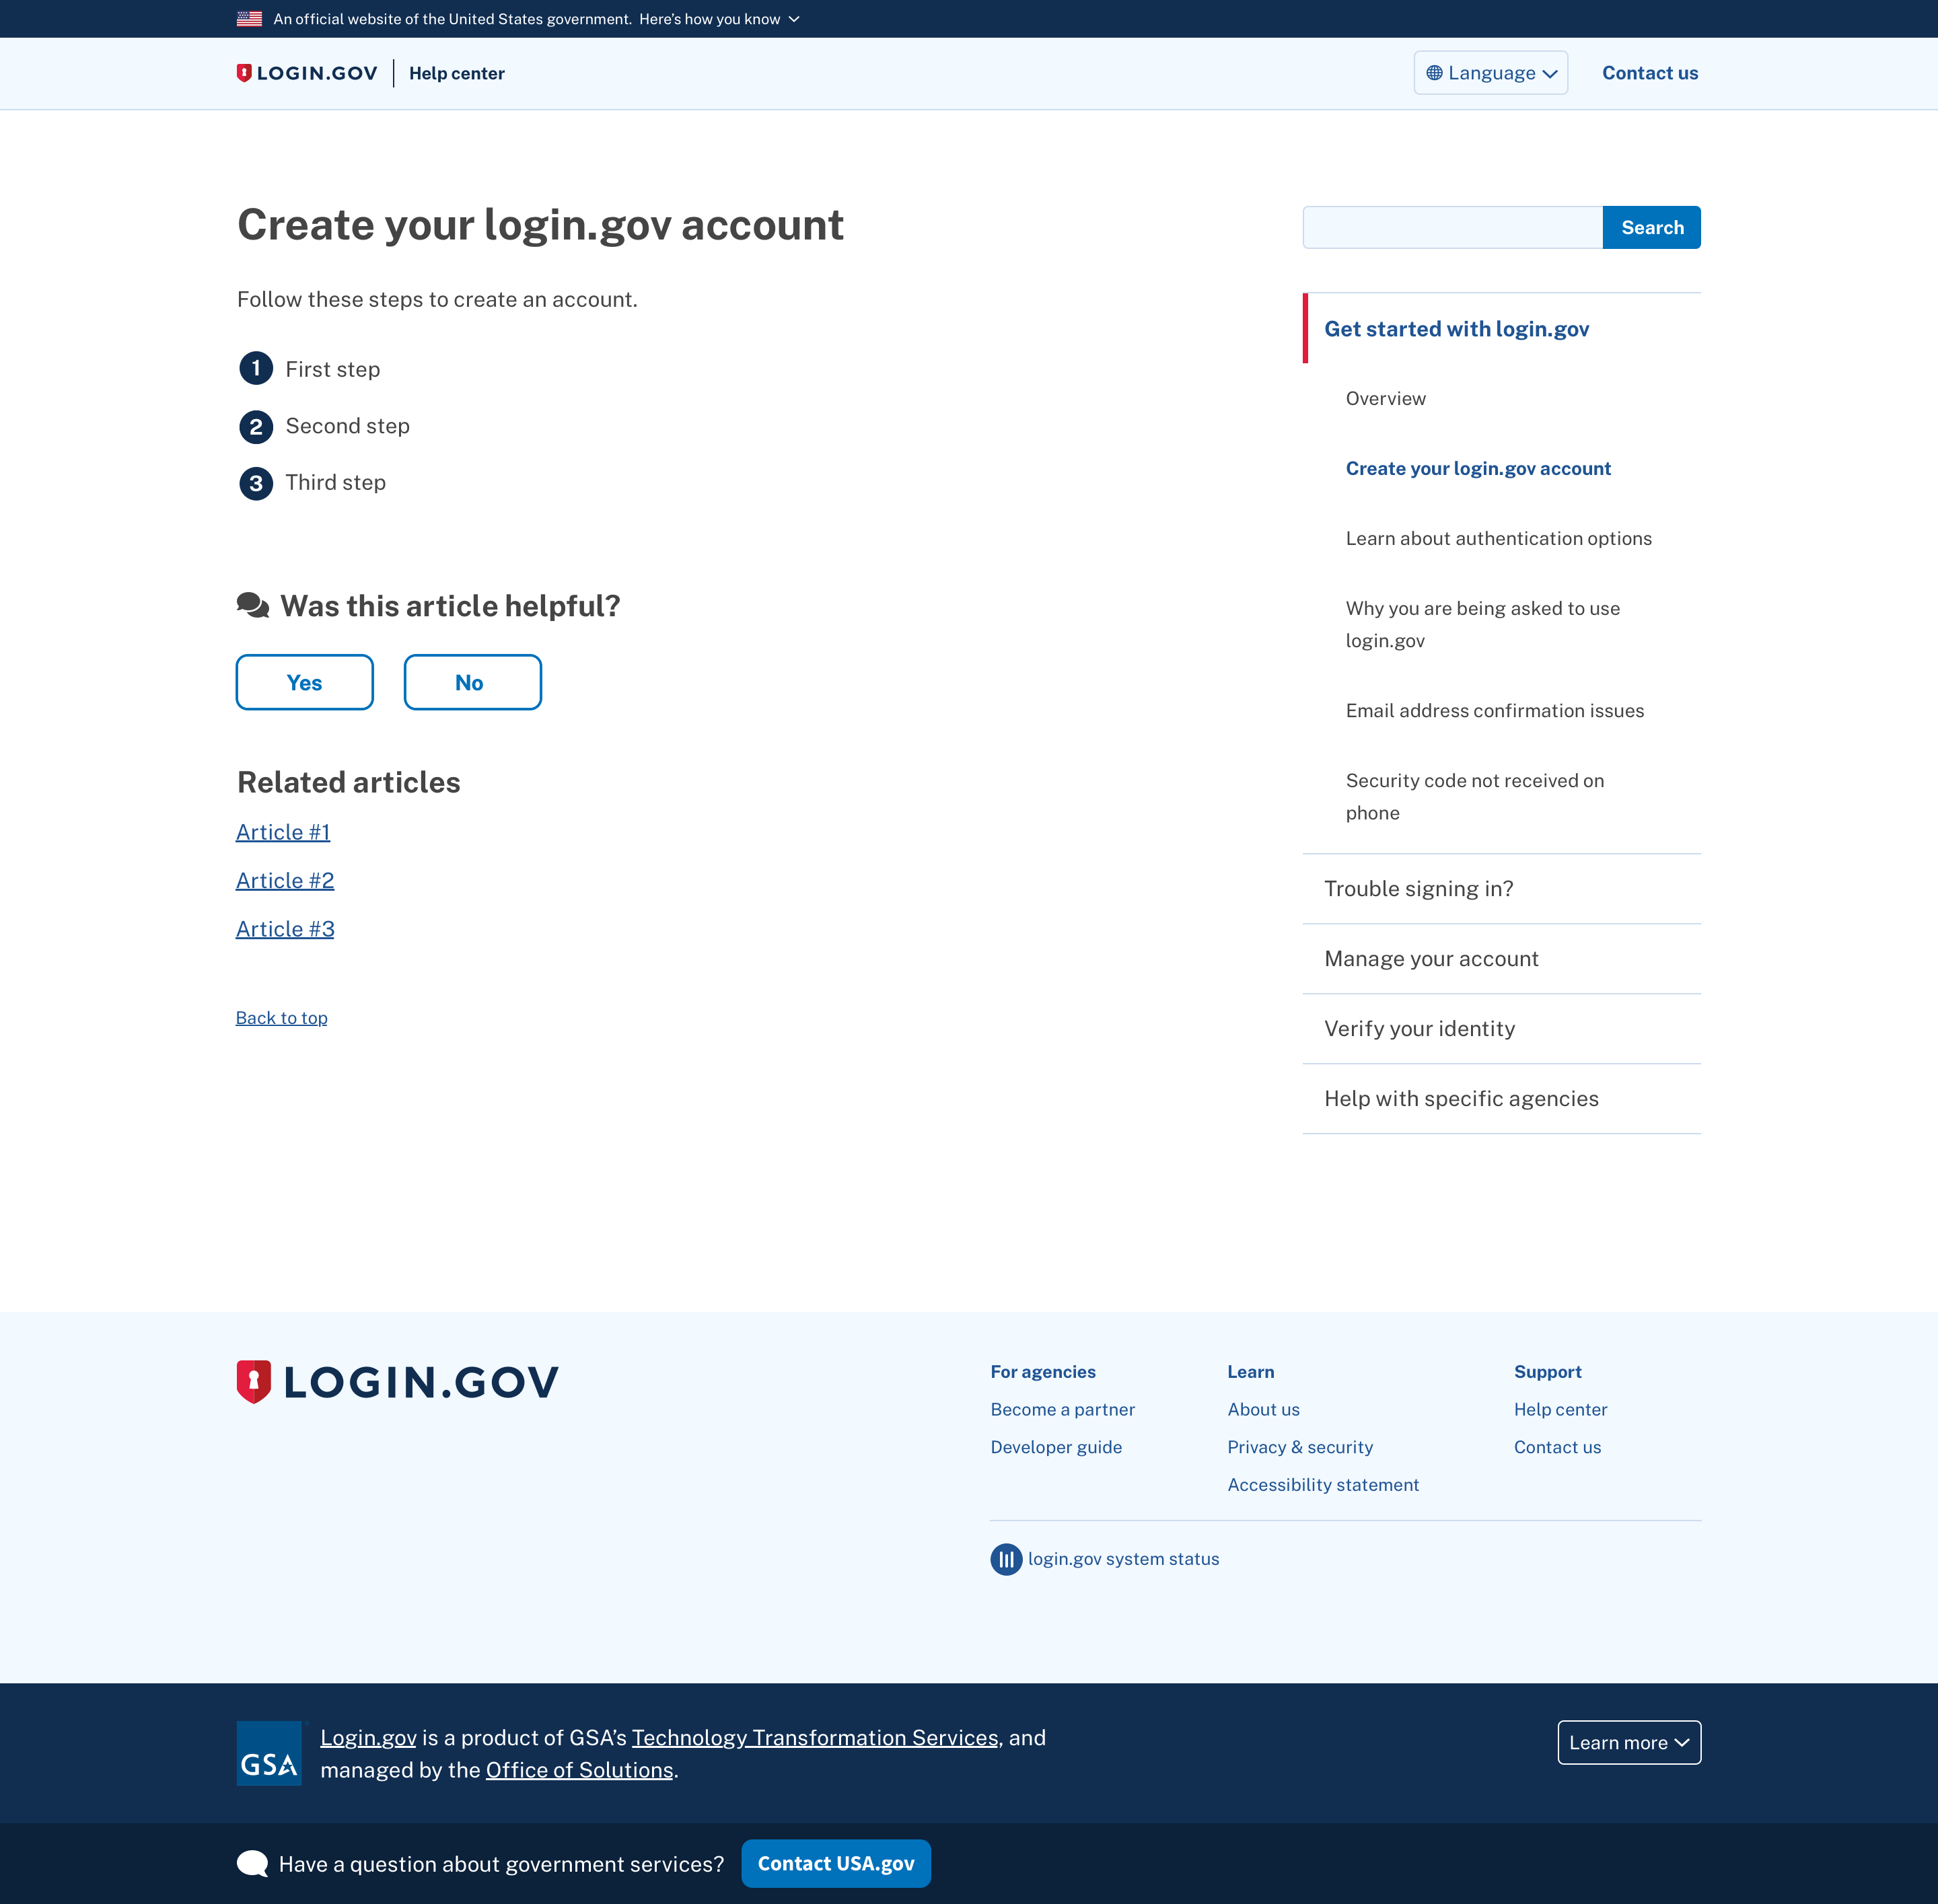 An official website of the United States government. Here’s how you know
LOGIN.GOV
Help center
Language
Contact us
Create your login.gov account
Follow these steps to create an account.
1 First step
2 Second step
3 Third step
Was this article helpful?
Yes
No
Related articles
Article #1
Article #2
Article #3
Back to top
Search
Get started with login.gov
Overview
Create your login.gov account
Learn about authentication options
Why you are being asked to use
login.gov
Email address confirmation issues
Security code not received on
phone
Trouble signing in?
Manage your account
Verify your identity
Help with specific agencies
LOGIN.GOV
For agencies
Become a partner
Developer guide
Learn
About us
Privacy & security
Accessibility statement
Support
Help center
Contact us
login.gov system status
GSA
Login.gov is a product of GSA’s Technology Transformation Services, and
managed by the Office of Solutions.
Learn more
Have a question about government services?
Contact USA.gov